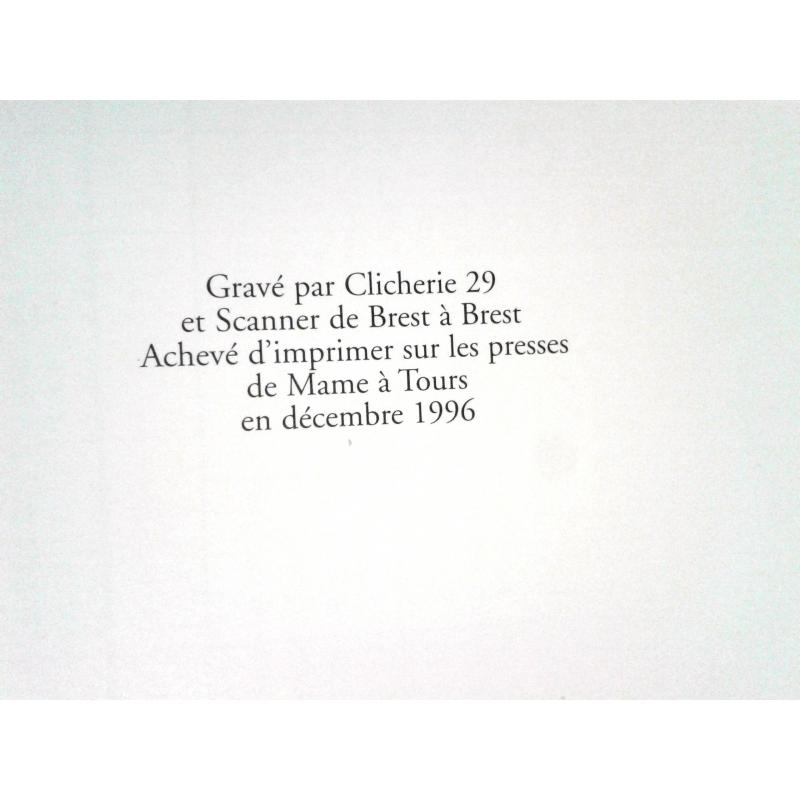 Gravé par Clicherie 29
et Scanner de Brest à Brest
Achevé d'imprimer sur les presses
de Mame à Tours
en décembre 1996